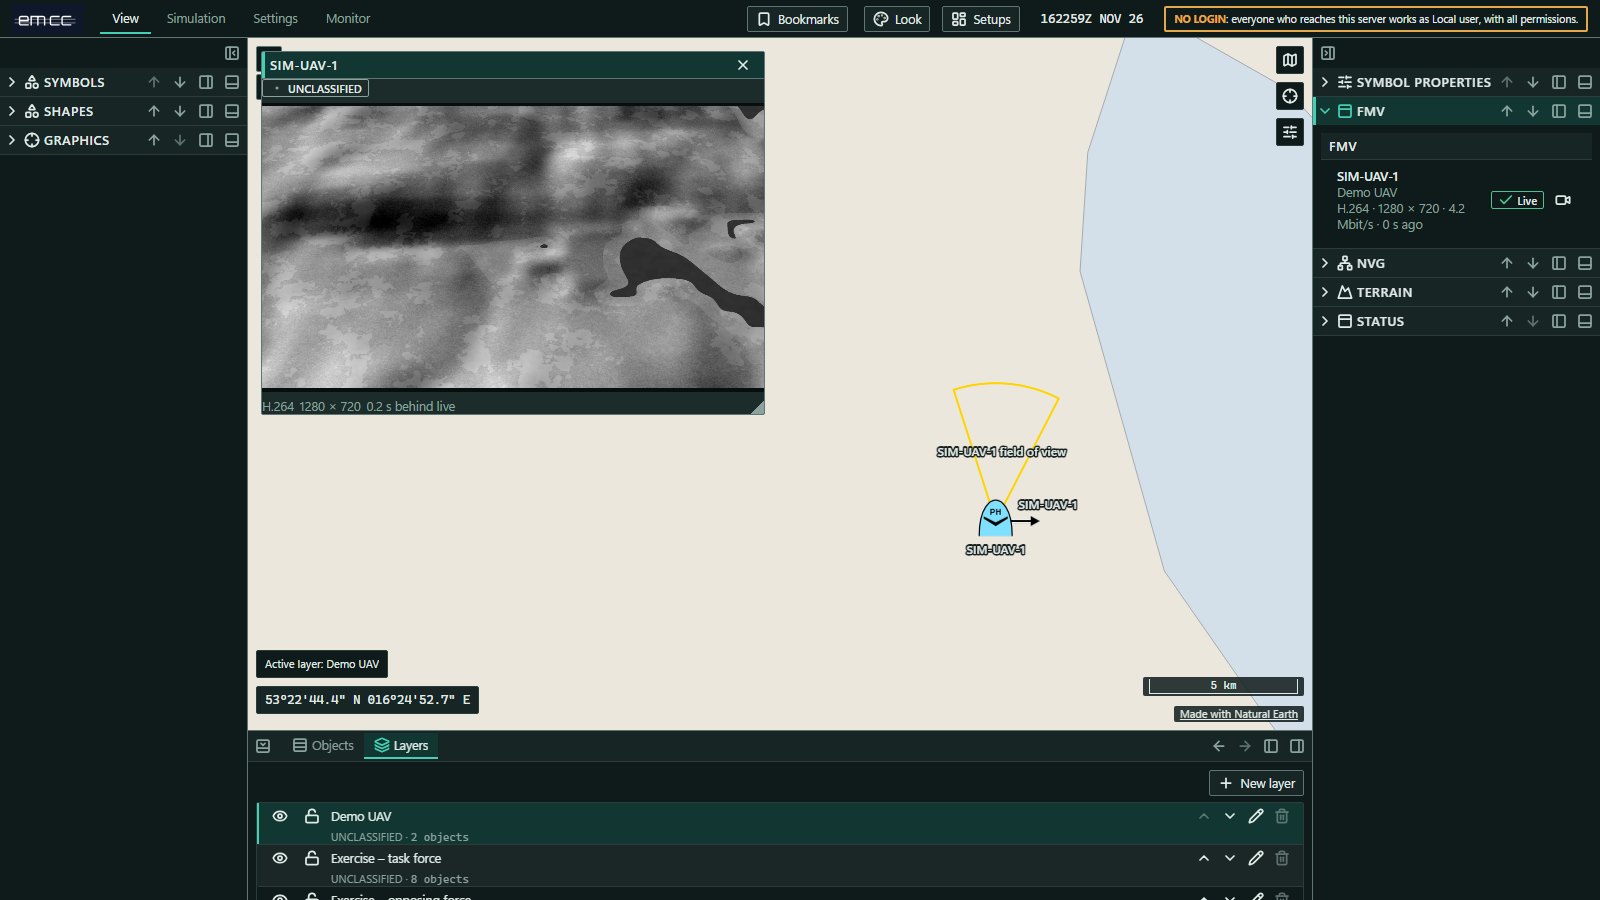 emcc
View
Simulation
Settings
Monitor
Bookmarks
Look
Setups
162259Z NOV 26
NO LOGIN: everyone who reaches this server works as Local user, with all permissions.
SYMBOLS
SHAPES
GRAPHICS
SIM-UAV-1
UNCLASSIFIED
H.264 1280 × 720 0.2 s behind live
SIM-UAV-1 field of view
PH
SIM-UAV-1
SIM-UAV-1
Active layer: Demo UAV
53°22'44.4" N 016°24'52.7" E
5 km
Made with Natural Earth
SYMBOL PROPERTIES
FMV
FMV
SIM-UAV-1
Demo UAV
H.264 · 1280 × 720 · 4.2
Mbit/s · 0 s ago
Live
NVG
TERRAIN
STATUS
Objects
Layers
New layer
Demo UAV
UNCLASSIFIED · 2 objects
Exercise – task force
UNCLASSIFIED · 8 objects
Exercise – opposing force